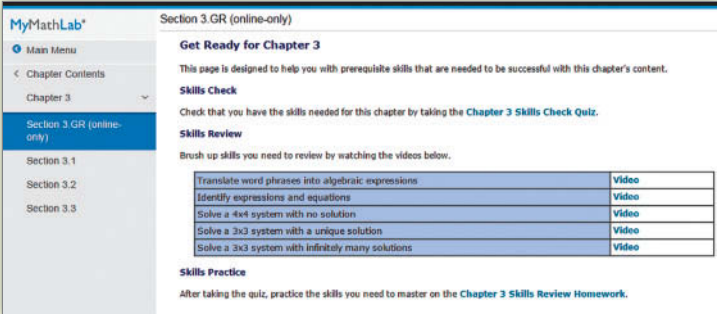 MyMathLab®
Main Menu
Chapter Contents
Chapter 3
Section 3.GR (online-
only)
Section 3.1
Section 3.2
Section 3.3
Section 3.GR (online-only)
Get Ready for Chapter 3
This page is designed to help you with prerequisite skills that are needed to be successful with this chapter's content.
Skills Check
Check that you have the skills needed for this chapter by taking the Chapter 3 Skills Check Quiz.
Skills Review
Brush up skills you need to review by watching the videos below.
Translate word phrases into algebraic expressions Video
Identify expressions and equations Video
Solve a 4x4 system with no solution Video
Solve a 3x3 system with a unique solution Video
Solve a 3x3 system with infinitely many solutions Video
Skills Practice
After taking the quiz, practice the skills you need to master on the Chapter 3 Skills Review Homework.